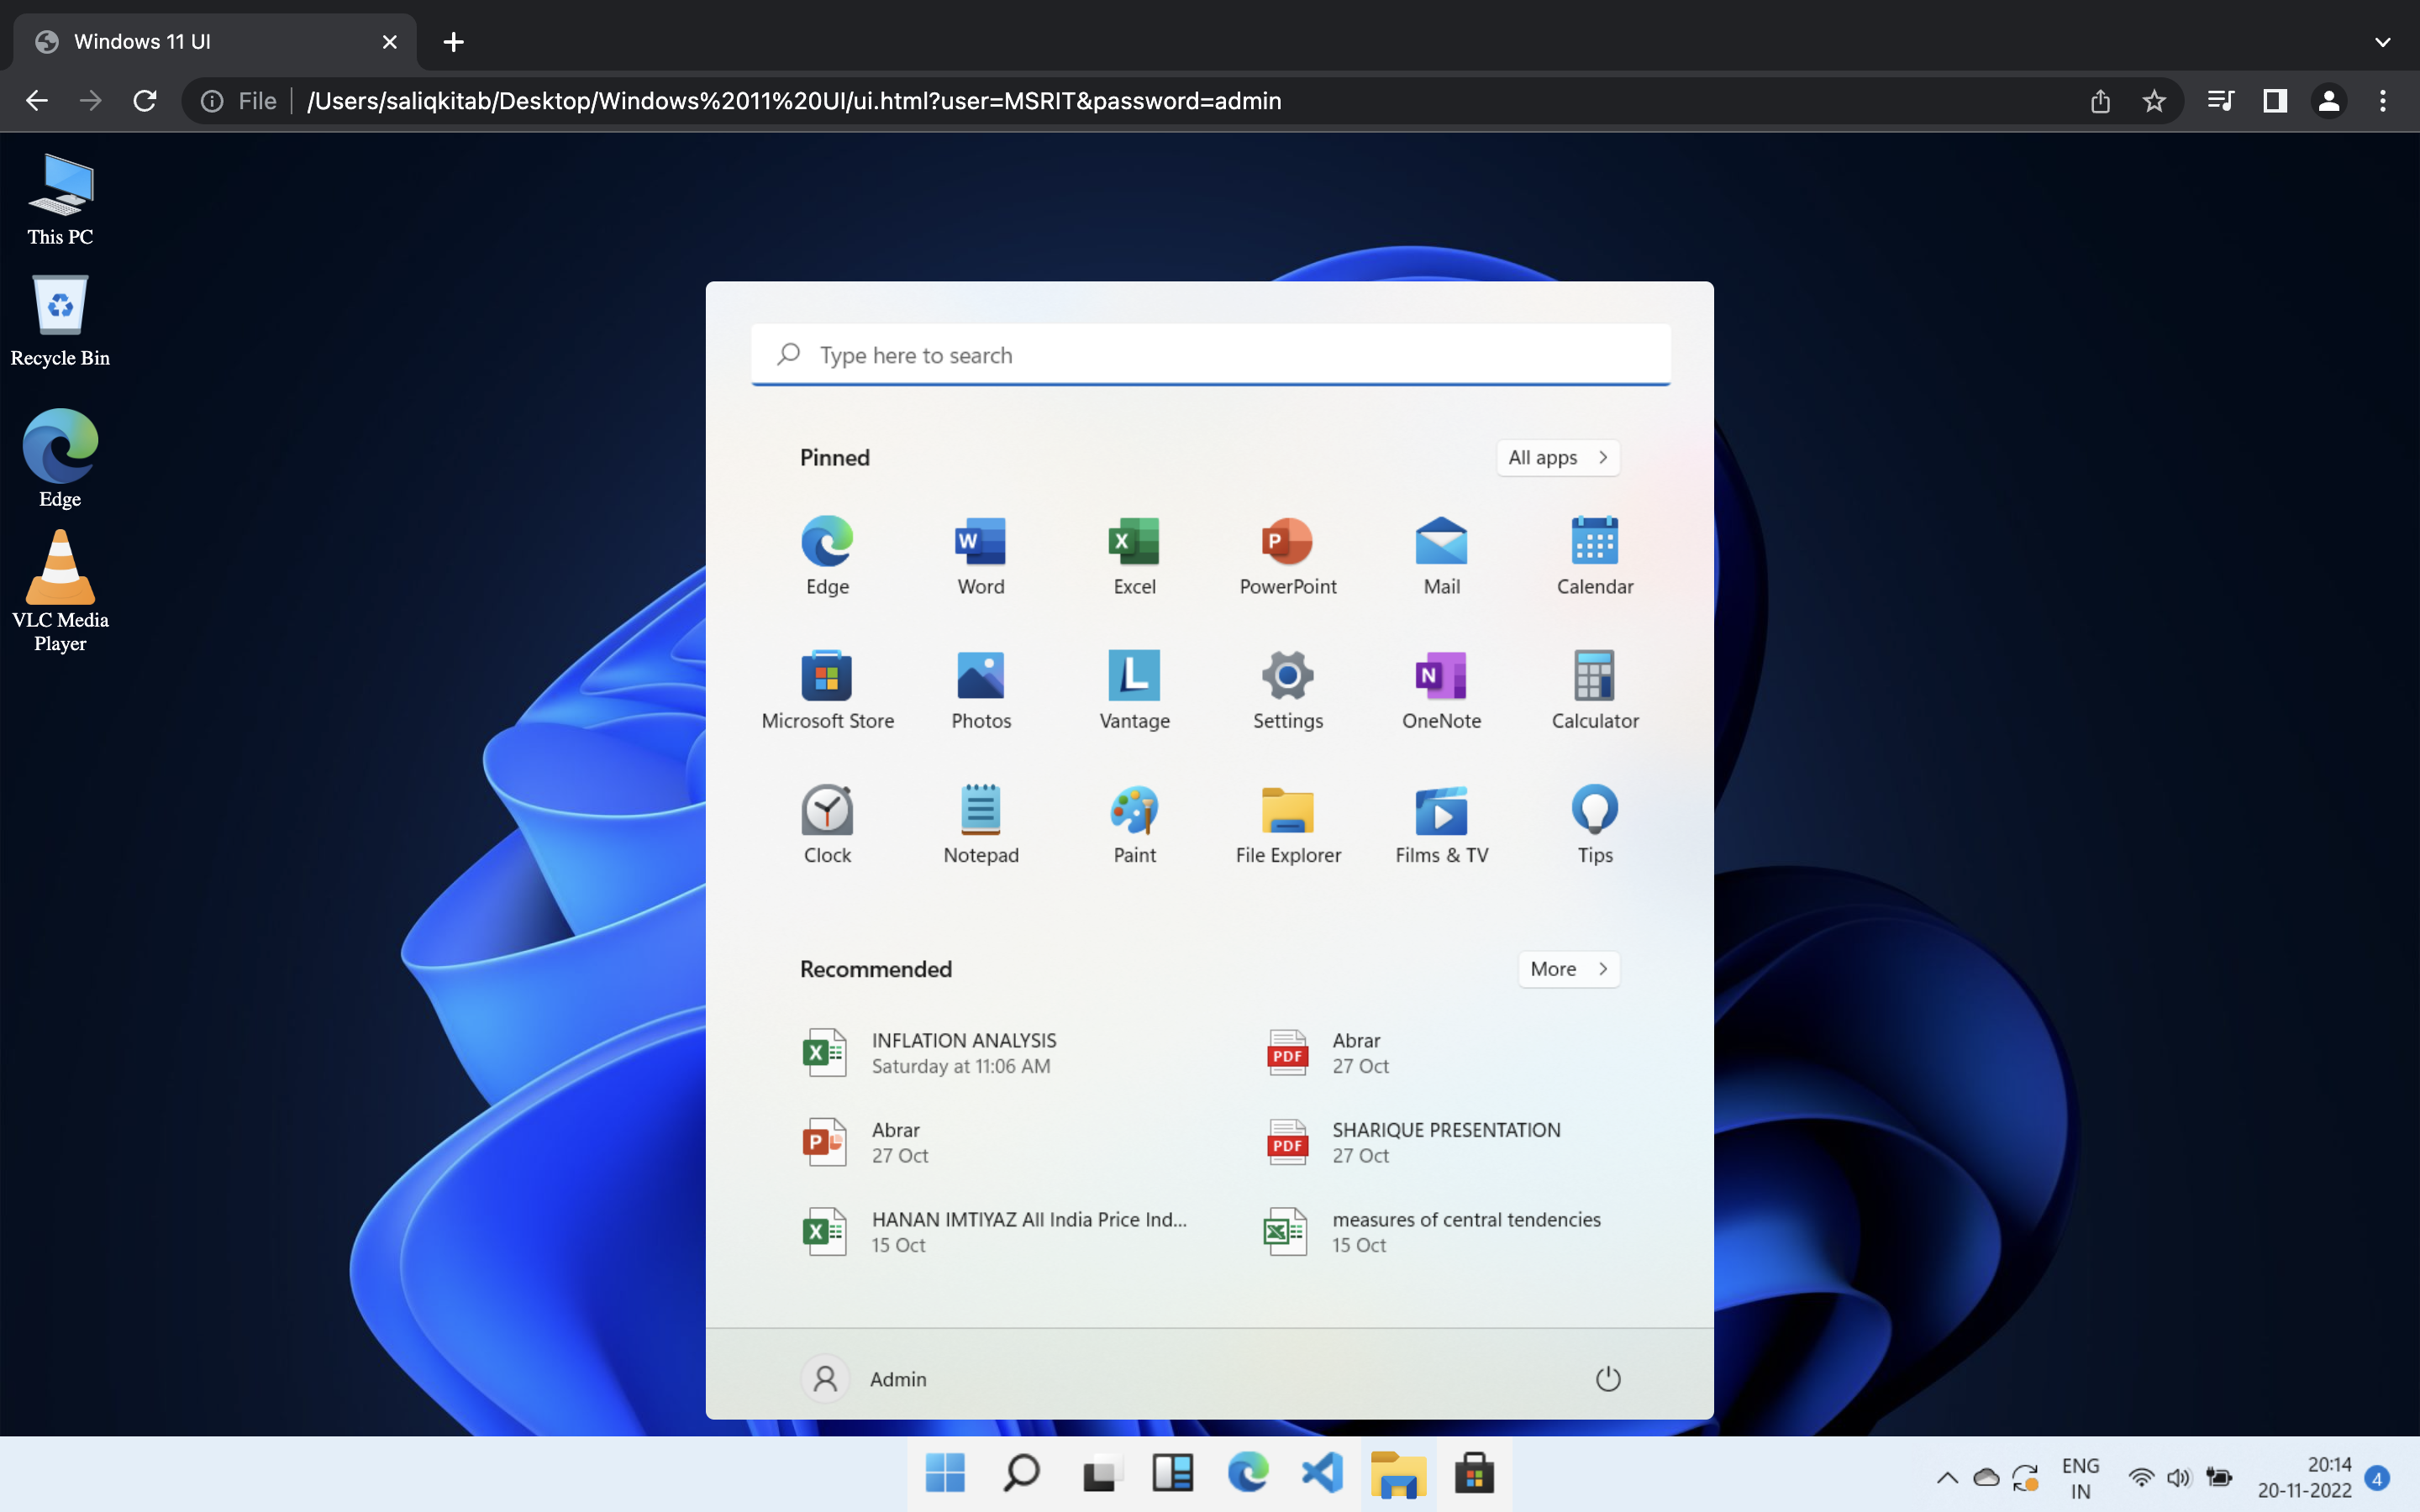 Windows 11 UI
File /Users/saliqkitab/Desktop/Windows%2011%20UI/ui.html?user=MSRIT&password=admin
This PC
Recycle Bin
Edge
VLC Media
Player
Type here to search
Pinned
All apps
Edge
Word
Excel
PowerPoint
Mail
Calendar
Microsoft Store
Photos
Vantage
Settings
OneNote
Calculator
Clock
Notepad
Paint
File Explorer
Films & TV
Tips
Recommended
More
INFLATION ANALYSIS
Saturday at 11:06 AM
Abrar
27 Oct
Abrar
27 Oct
SHARIQUE PRESENTATION
27 Oct
HANAN IMTIYAZ All India Price Ind...
15 Oct
measures of central tendencies
15 Oct
Admin
ENG
IN
20:14
20-11-2022
4